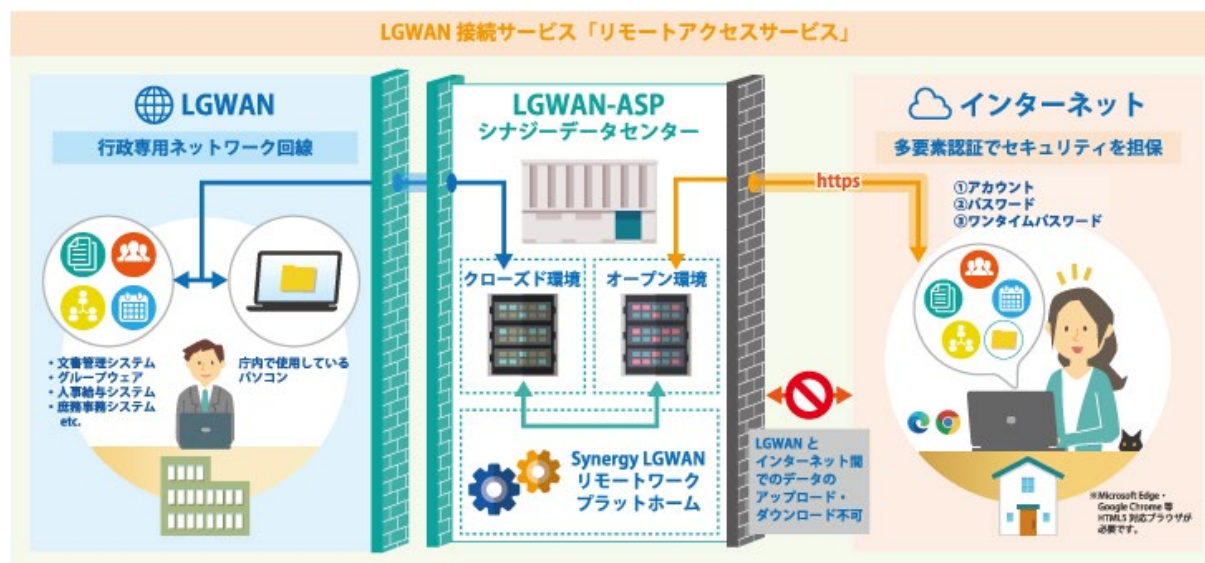 LGWAN 接続サービス「リモートアクセスサービス」
LGWAN
行政専用ネットワーク回線
・文書管理システム
・グループウェア
・人事給与システム
・庶務事務システム
etc.
庁内で使用している
パソコン
LGWAN-ASP
シナジーデータセンター
クローズド環境
オープン環境
Synergy LGWAN
リモートワーク
プラットホーム
https
LGWAN と
インターネット間
でのデータの
アップロード・
ダウンロード不可
インターネット
多要素認証でセキュリティを担保
①アカウント
②パスワード
③ワンタイムパスワード
※Microsoft Edge・
Google Chrome 等
HTML5 対応ブラウザが
必要です。